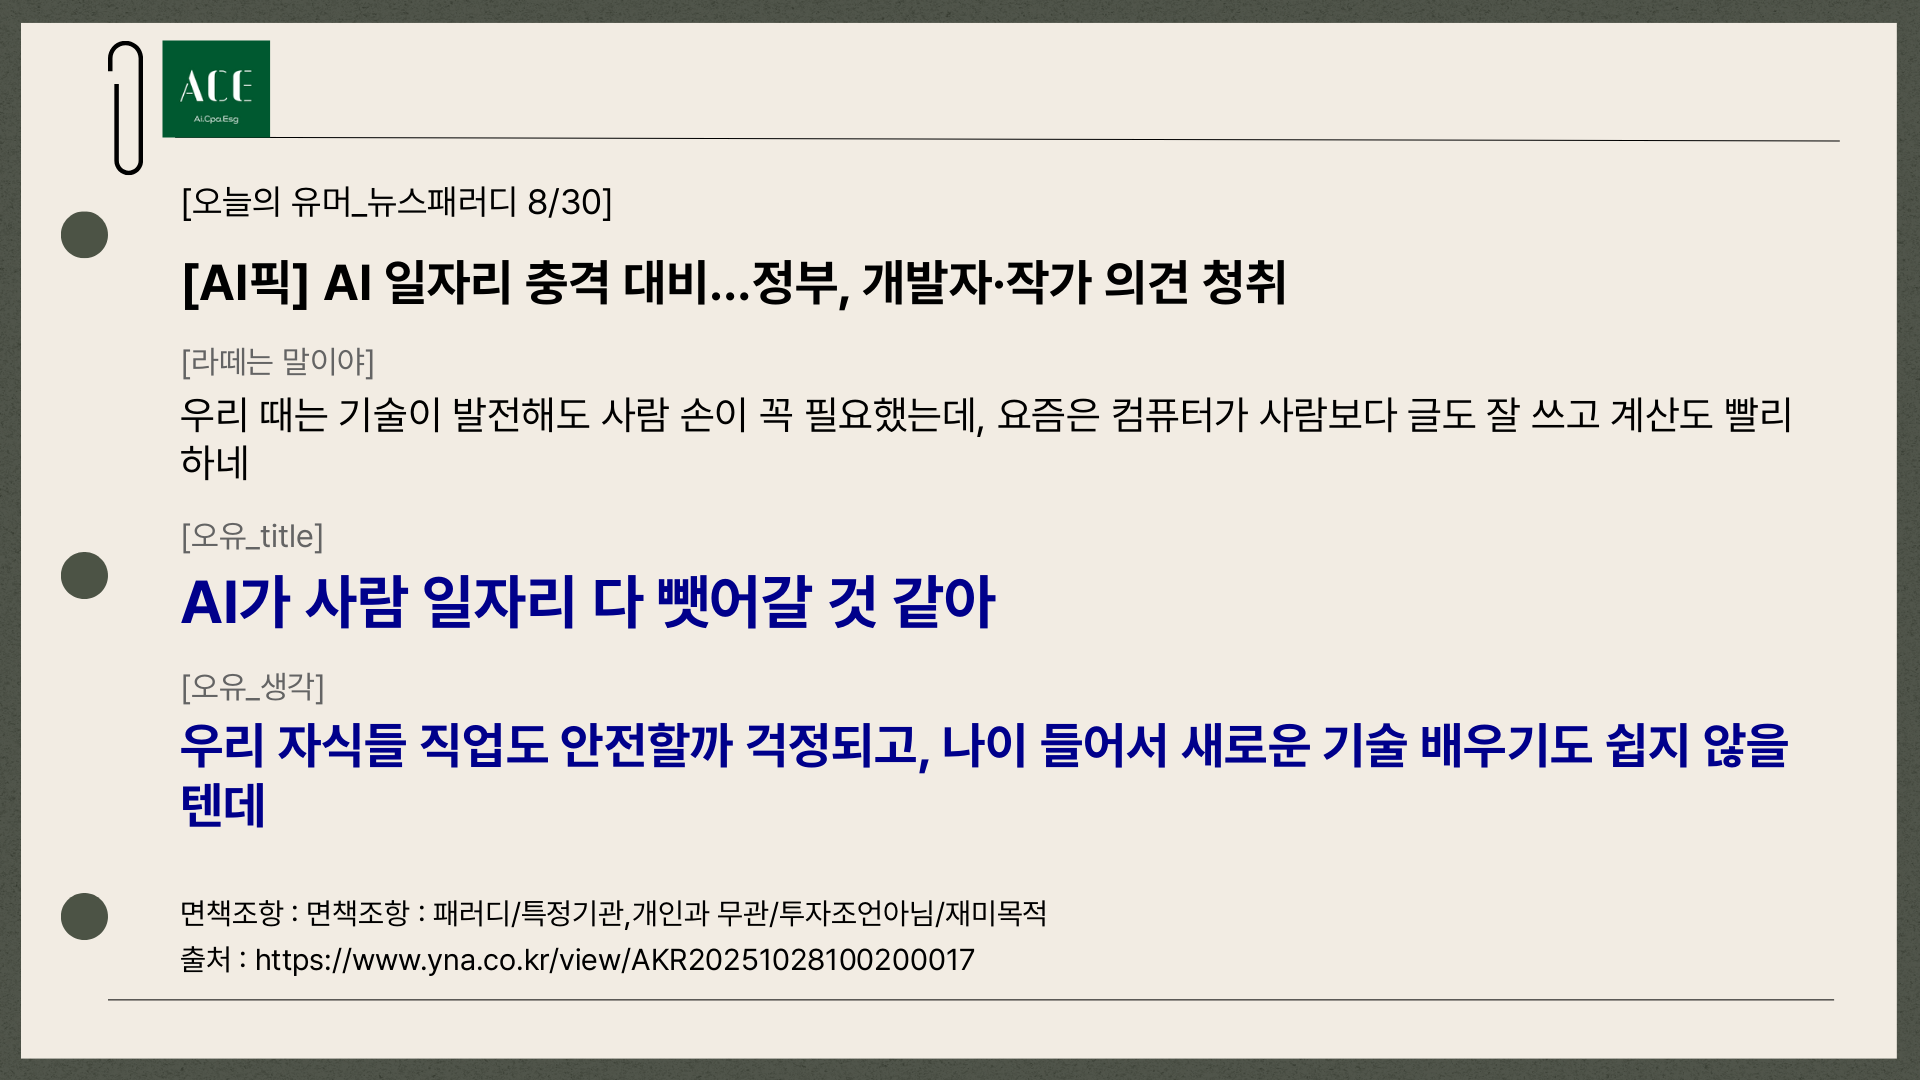 ACE
Ai.Cpa.Esg
[오늘의 유머_뉴스패러디 8/30]
[AI픽] AI 일자리 충격 대비...정부, 개발자·작가 의견 청취
[라떼는 말이야]
우리 때는 기술이 발전해도 사람 손이 꼭 필요했는데, 요즘은 컴퓨터가 사람보다 글도 잘 쓰고 계산도 빨리
하네
[오유_title]
AI가 사람 일자리 다 뺏어갈 것 같아
[오유_생각]
우리 자식들 직업도 안전할까 걱정되고, 나이 들어서 새로운 기술 배우기도 쉽지 않을
텐데
면책조항 : 면책조항 : 패러디/특정기관,개인과 무관/투자조언아님/재미목적
출처 : https://www.yna.co.kr/view/AKR20251028100200017